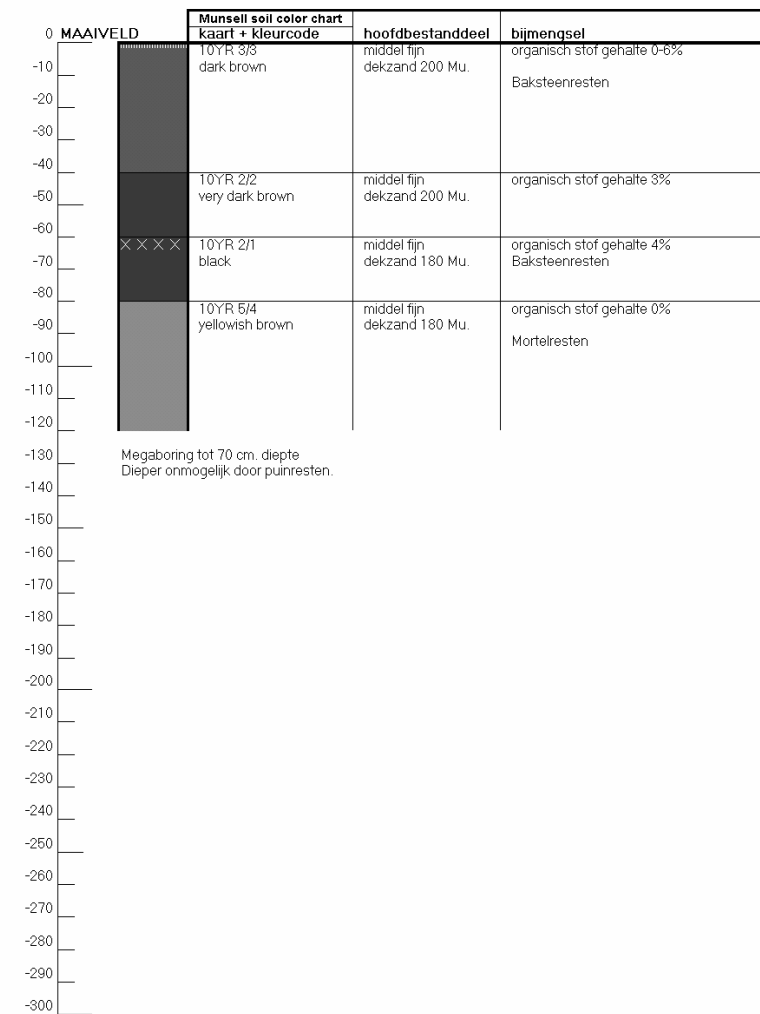 Munsell soil color chart
0 MAAIVELD kaart + kleurcode hoofdbestanddeel bijmengsel
10YR 3/3 middel fijn organisch stof gehalte 0-6%
-10 dark brown dekzand 200 Mu.
Baksteenresten
-20
-30
-40
10YR 2/2 middel fijn organisch stof gehalte 3%
-50 very dark brown dekzand 200 Mu.
-60
X X X X 10YR 2/1 middel fijn organisch stof gehalte 4%
-70 black dekzand 180 Mu. Baksteenresten
-80
10YR 5/4 middel fijn organisch stof gehalte 0%
-90 yellowish brown dekzand 180 Mu.
Mortelresten
-100
-110
-120
-130 Megaboring tot 70 cm. diepte
Dieper onmogelijk door puinresten.
-140
-150
-160
-170
-180
-190
-200
-210
-220
-230
-240
-250
-260
-270
-280
-290
-300